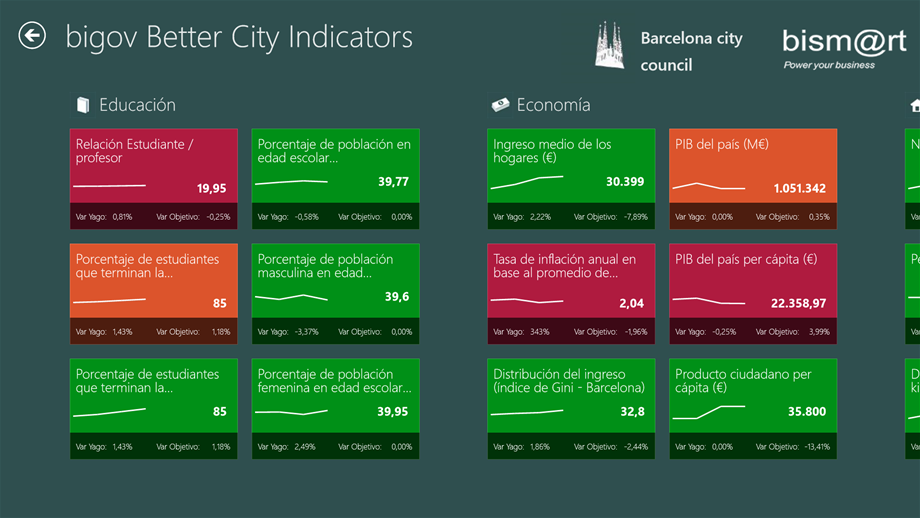 bigov Better City Indicators
Barcelona city
council
bism@rt
Power your business
Educación
Relación Estudiante /
profesor
19,95
Var Yago: 0,81% Var Objetivo: -0,25%
Porcentaje de población en
edad escolar...
39,77
Var Yago: -0,58% Var Objetivo: 0,00%
Porcentaje de estudiantes
que terminan la...
85
Var Yago: 1,43% Var Objetivo: 1,18%
Porcentaje de población
masculina en edad...
39,6
Var Yago: -3,37% Var Objetivo: 0,00%
Porcentaje de estudiantes
que terminan la...
85
Var Yago: 1,43% Var Objetivo: 1,18%
Porcentaje de población
femenina en edad escolar...
39,95
Var Yago: 2,49% Var Objetivo: 0,00%
Economía
Ingreso medio de los
hogares (€)
30.399
Var Yago: 2,22% Var Objetivo: -7,89%
PIB del país (M€)
1.051.342
Var Yago: 0,00% Var Objetivo: 0,35%
Tasa de inflación anual en
base al promedio de...
2,04
Var Yago: 343% Var Objetivo: -1,96%
PIB del país per cápita (€)
22.358,97
Var Yago: -0,25% Var Objetivo: 3,99%
Distribución del ingreso
(índice de Gini - Barcelona)
32,8
Var Yago: 1,86% Var Objetivo: -2,44%
Producto ciudadano per
cápita (€)
35.800
Var Yago: 0,00% Var Objetivo: -13,41%